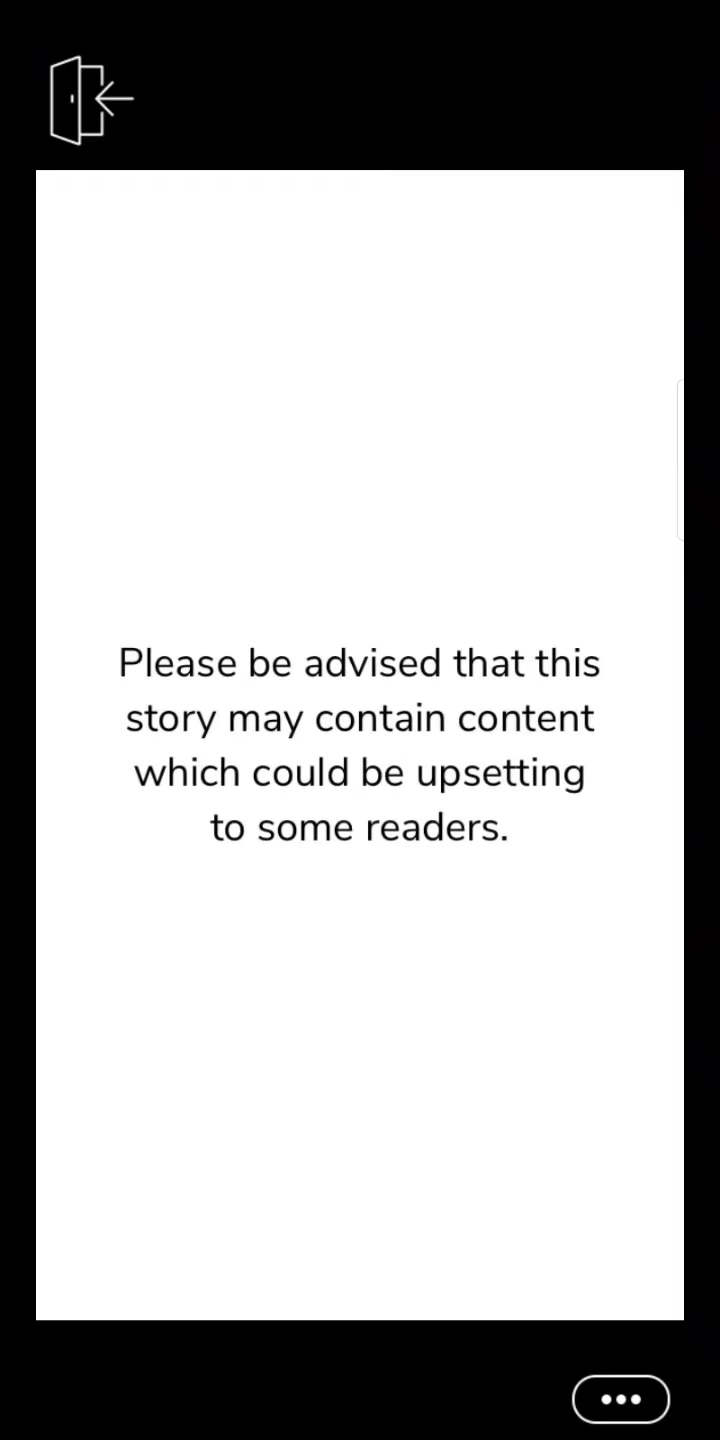 Please be advised that this
story may contain content
which could be upsetting
to some readers.